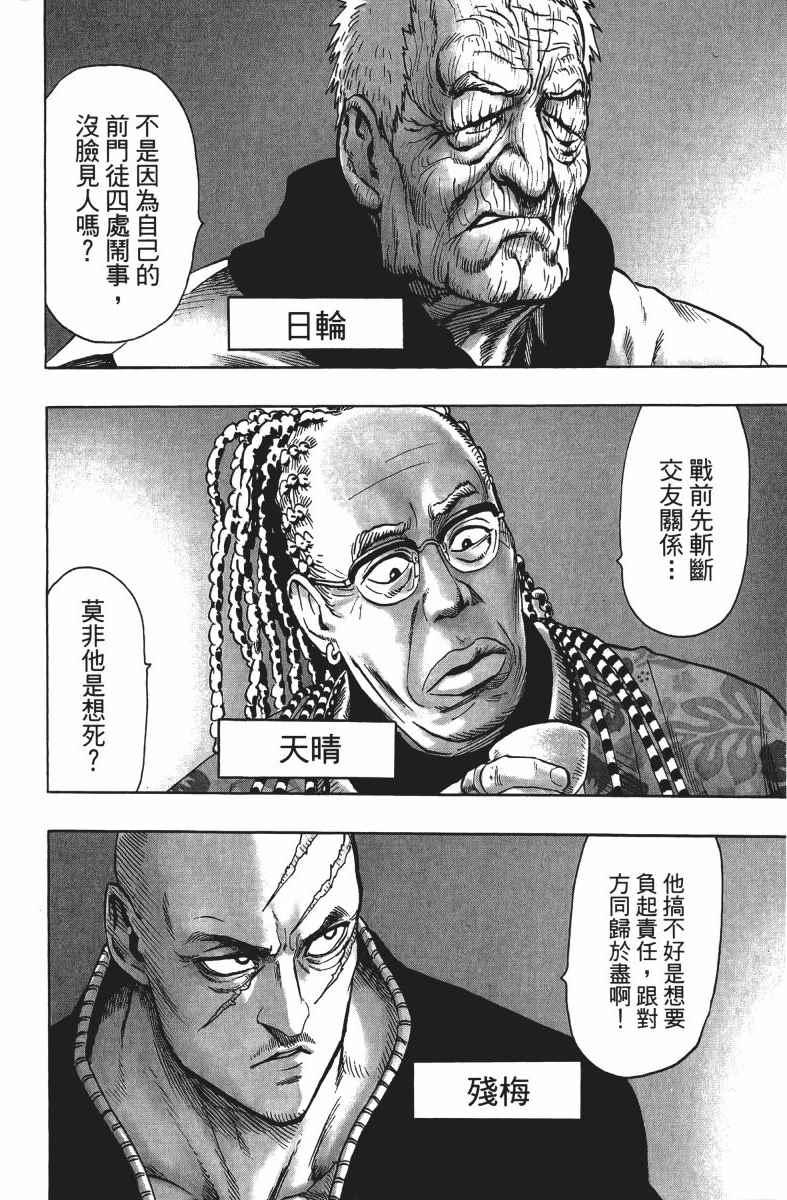 不是因為自己的
前門徒四處鬧事，
沒臉見人嗎？
日輪
戰前先斬斷
交友關係…
莫非他是想死？
天晴
他搞不好是想要
負起責任，跟對
方同歸於盡啊！
殘梅